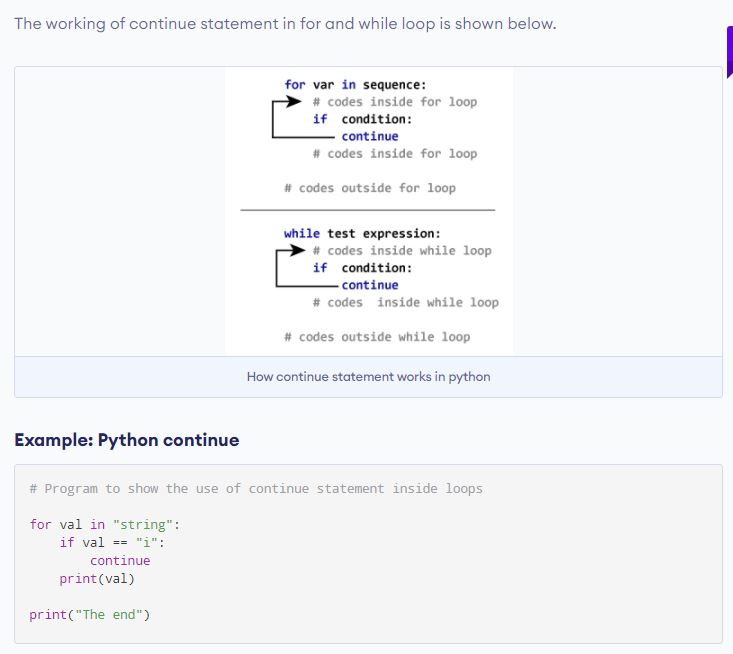 The working of continue statement in for and while loop is shown below.
for var in sequence:
# codes inside for loop
if condition:
continue
# codes inside for loop
# codes outside for loop
while test expression:
# codes inside while loop
if condition:
continue
# codes inside while loop
# codes outside while loop
How continue statement works in python
Example: Python continue
# Program to show the use of continue statement inside loops
for val in "string":
if val == "i":
continue
print(val)
print("The end")